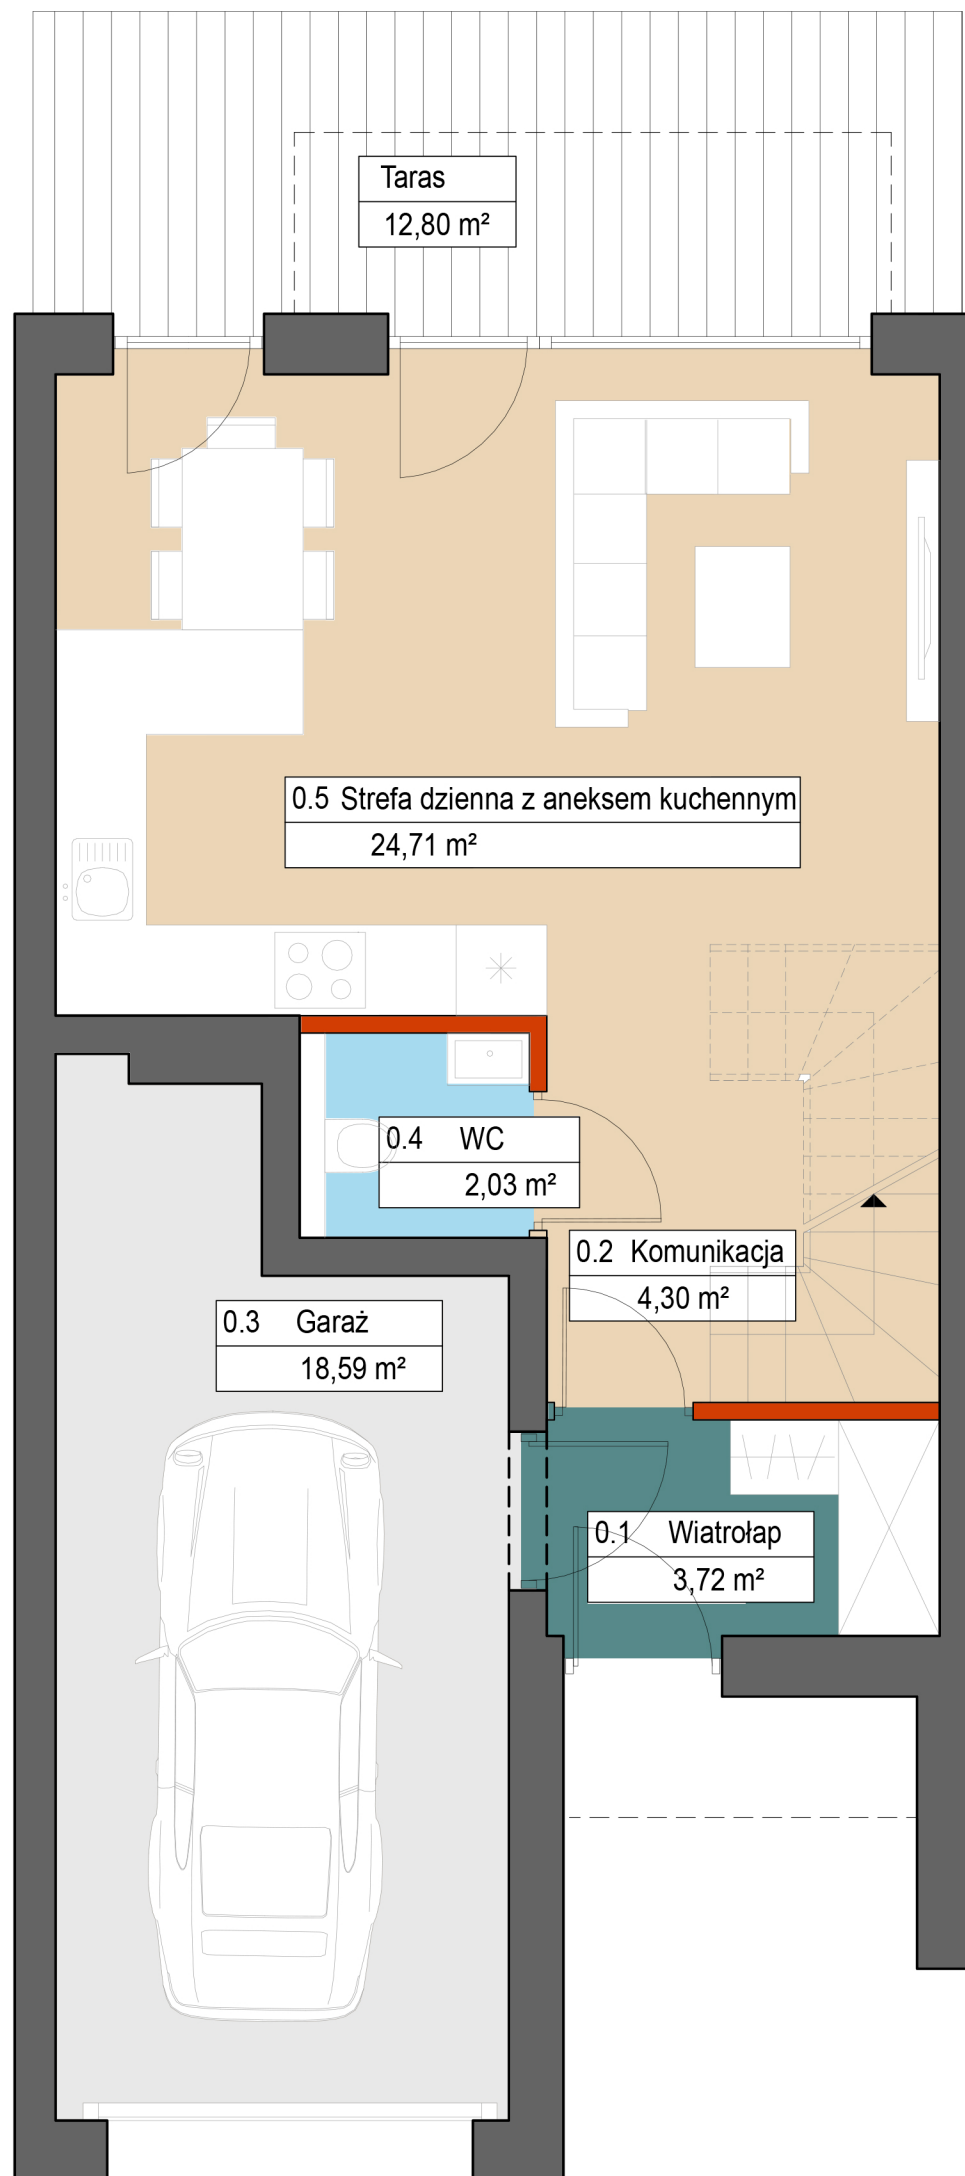 Taras
12,80 m²
0.5 Strefa dzienna z aneksem kuchennym
24,71 m²
0.4 WC
2,03 m²
0.2 Komunikacja
4,30 m²
0.3 Garaż
18,59 m²
0.1 Wiatrołap
3,72 m²